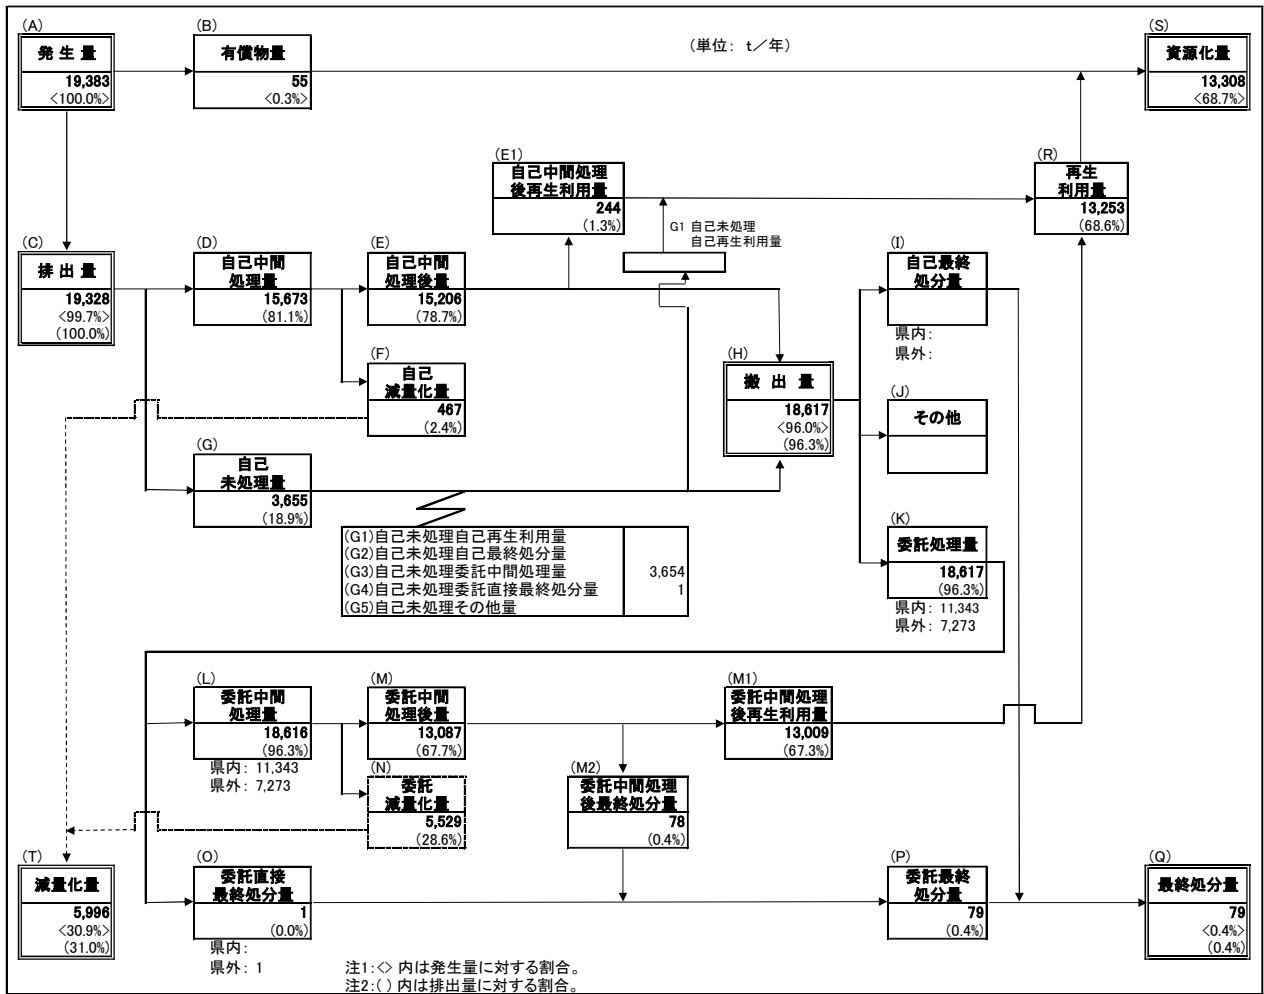 (A)
発 生 量
19,383
<100.0%>
(B)
有償物量
55
<0.3%>
(単位： t／年)
(S)
資源化量
13,308
<68.7%>
(E1)
自己中間処理
後再生利用量
244
(1.3%)
(R)
再生
利用量
13,253
(68.6%)
G1 自己未処理
自己再生利用量
(C)
排 出 量
19,328
<99.7%>
(100.0%)
(D)
自己中間
処理量
15,673
(81.1%)
(E)
自己中間
処理後量
15,206
(78.7%)
(I)
自己最終
処分量
県内：
県外：
(F)
自己
減量化量
467
(2.4%)
(H)
搬 出 量
18,617
<96.0%>
(96.3%)
(J)
その他
(G)
自己
未処理量
3,655
(18.9%)
(G1)自己未処理自己再生利用量
(G2)自己未処理自己最終処分量
(G3)自己未処理委託中間処理量 3,654
(G4)自己未処理委託直接最終処分量 1
(G5)自己未処理その他量
(K)
委託処理量
18,617
(96.3%)
県内： 11,343
県外： 7,273
(L)
委託中間
処理量
18,616
(96.3%)
県内： 11,343
県外： 7,273
(M)
委託中間
処理後量
13,087
(67.7%)
(M1)
委託中間処理
後再生利用量
13,009
(67.3%)
(N)
委託
減量化量
5,529
(28.6%)
(M2)
委託中間処理
後最終処分量
78
(0.4%)
(T)
減量化量
5,996
<30.9%>
(31.0%)
(O)
委託直接
最終処分量
1
(0.0%)
県内：
県外： 1
(P)
委託最終
処分量
79
(0.4%)
(Q)
最終処分量
79
<0.4%>
(0.4%)
注1：<> 内は発生量に対する割合。
注2：( ) 内は排出量に対する割合。